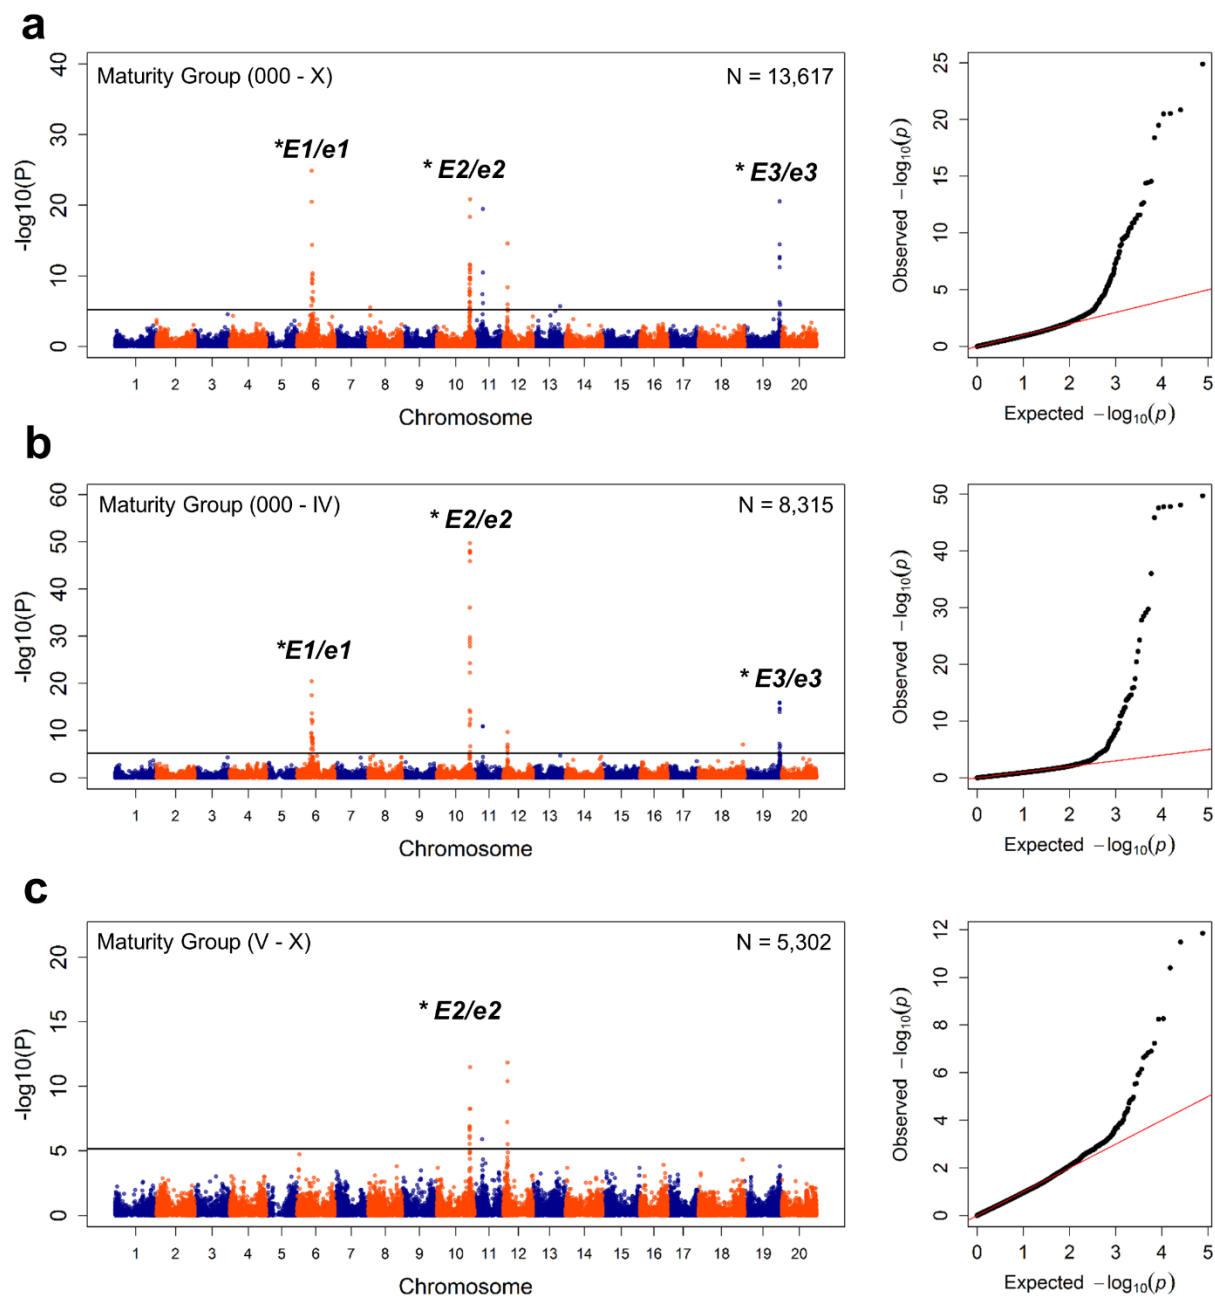 a
Maturity Group (000 - X)
N = 13,617
*E1/e1
* E2/e2
* E3/e3
-log10(P)
0
10
20
30
40
1 2 3 4 5 6 7 8 9 10 11 12 13 14 15 16 17 18 19 20
Chromosome
Observed −log10(p)
0
5
10
15
20
25
0 1 2 3 4 5
Expected −log10(p)
b
Maturity Group (000 - IV)
N = 8,315
* E2/e2
*E1/e1
* E3/e3
-log10(P)
0
10
20
30
40
50
60
1 2 3 4 5 6 7 8 9 10 11 12 13 14 15 16 17 18 19 20
Chromosome
Observed −log10(p)
0
10
20
30
40
50
0 1 2 3 4 5
Expected −log10(p)
c
Maturity Group (V - X)
N = 5,302
* E2/e2
-log10(P)
0
5
10
15
20
1 2 3 4 5 6 7 8 9 10 11 12 13 14 15 16 17 18 19 20
Chromosome
Observed −log10(p)
0
2
4
6
8
10
12
0 1 2 3 4 5
Expected −log10(p)